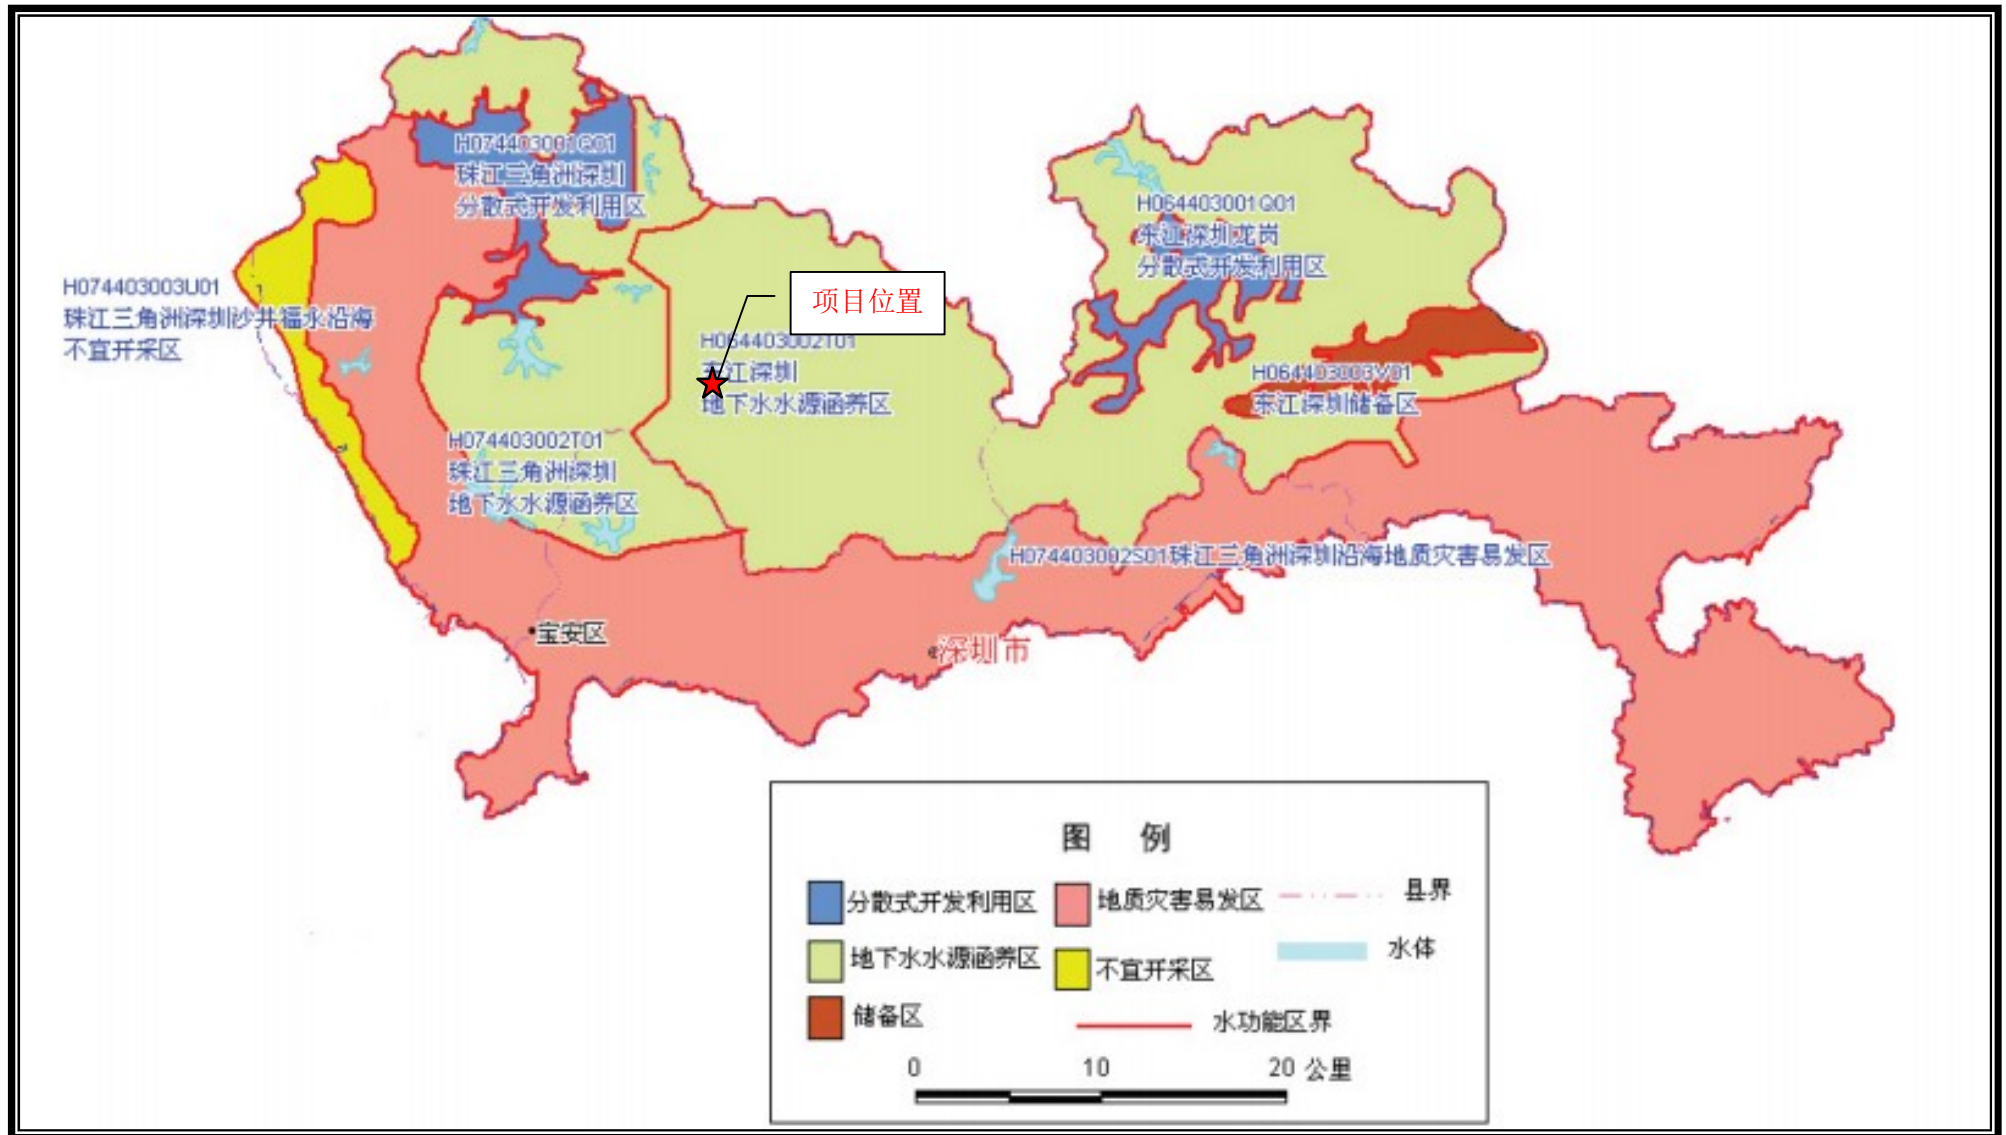 H074403001Q01
珠江三角洲深圳
分散式开发利用区
H064403001Q01
东江深圳龙岗
分散式开发利用区
H074403003U01
珠江三角洲深圳沙井福永沿海
不宜开采区
项目位置
H064403002T01
东江深圳
地下水水源涵养区
H064403003V01
东江深圳储备区
H074403002T01
珠江三角洲深圳
地下水水源涵养区
H074403002S01珠江三角洲深圳沿海地质灾害易发区
宝安区
深圳市
图 例
分散式开发利用区
地质灾害易发区
县界
地下水水源涵养区
不宜开采区
水体
储备区
水功能区界
0 10 20 公里